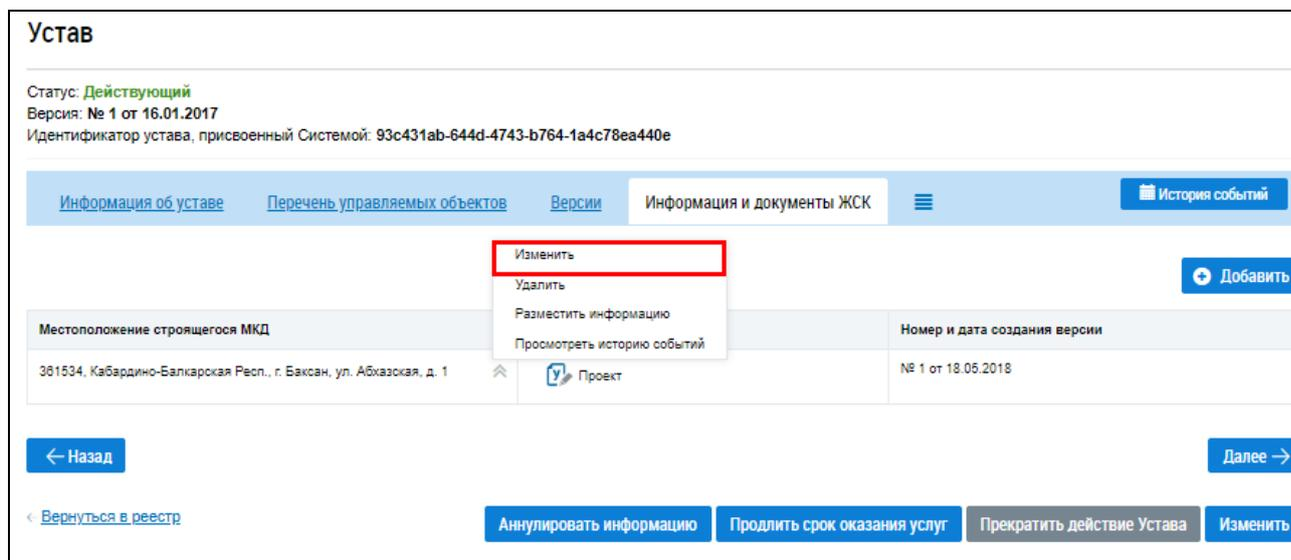 Устав
Статус: Действующий
Версия: № 1 от 16.01.2017
Идентификатор устава, присвоенный Системой: 93c431ab-644d-4743-b764-1a4c78ea440e
Информация об уставе Перечень управляемых объектов Версии Информация и документы ЖСК История событий
Изменить
Добавить
Удалить
Разместить информацию
Местоположение строящегося МКД Номер и дата создания версии
Просмотреть историю событий
361534, Кабардино-Балкарская Респ., г. Баксан, ул. Абхазская, д. 1 Проект № 1 от 18.05.2018
Назад Далее
Вернуться в реестр Аннулировать информацию Продлить срок оказания услуг Прекратить действие Устава Изменить